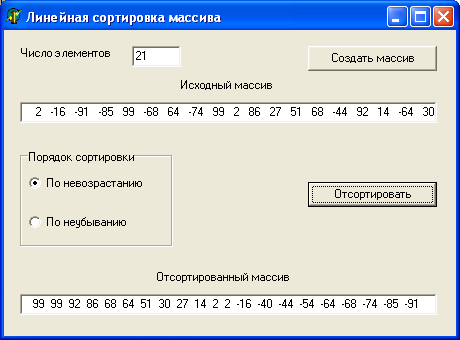 Линейная сортировка массива
Число элементов 21 Создать массив
Исходный массив
2 -16 -91 -85 99 -68 64 -74 99 2 86 27 51 68 -44 92 14 -64 30
Порядок сортировки
По невозрастанию
Отсортировать
По неубыванию
Отсортированный массив
99 99 92 86 68 64 51 30 27 14 2 2 -16 -40 -44 -54 -64 -68 -74 -85 -91